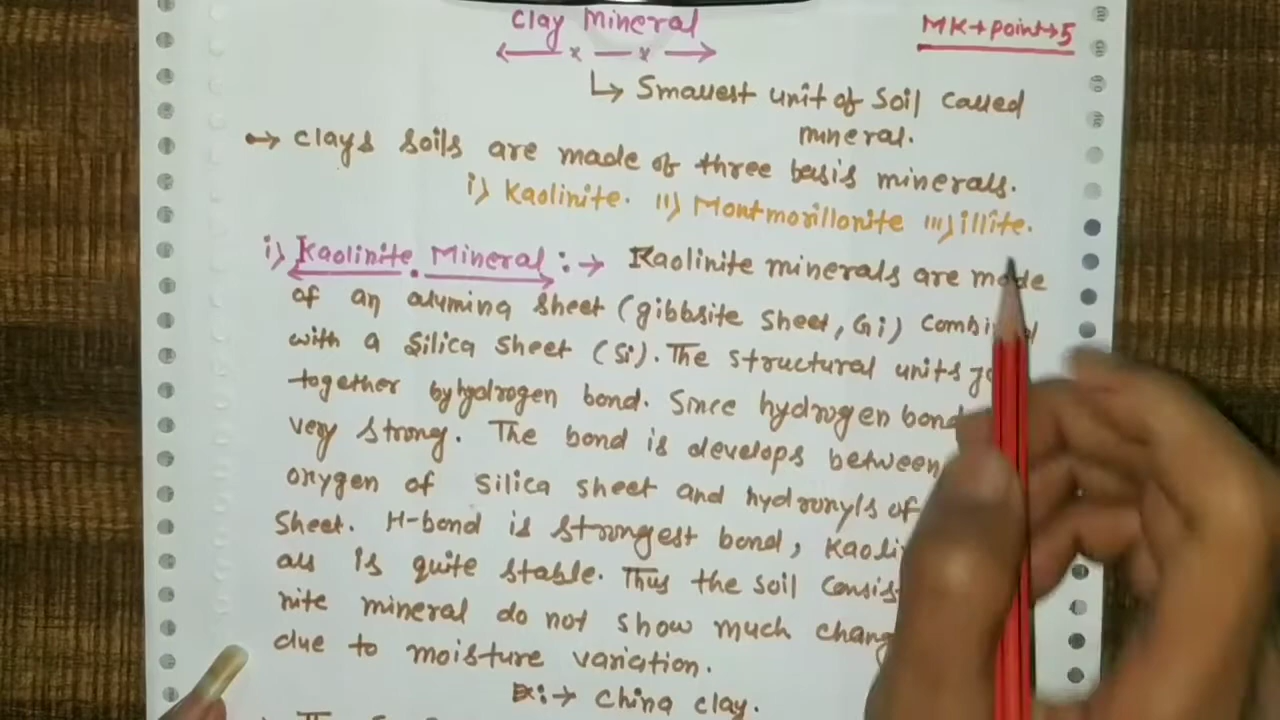 Clay Mineral
MK+point→5
↳ Smallest unit of Soil called
mineral.
→ Clays soils are made of three basis minerals.
i) Kaolinite. ii) Montmorillonite iii) illite.
i) Kaolinite Mineral :→ Kaolinite minerals are made
of an alumina sheet (gibbsite sheet, Gi)
with a Silica sheet (Si). The structural units
together by hydrogen bond. Since hydrogen bond
very strong. The bond is develops between
oxygen of silica sheet and hydroxyls of
Sheet. H-bond is strongest bond,
als is quite stable. Thus the soil
nite mineral do not show much
due to moisture variation.
Ex:→ China clay.